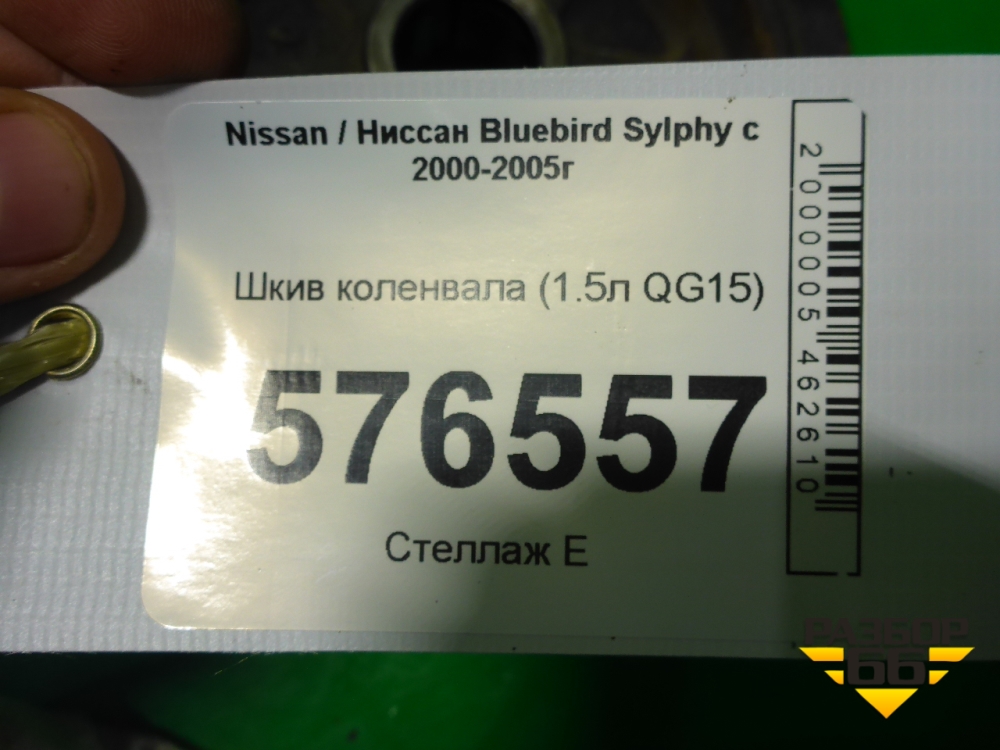 Nissan / Ниссан Bluebird Sylphy с
2000-2005г
Шкив коленвала (1.5л QG15)
576557
Стеллаж Е
2000005462610
РАЗБОР
66